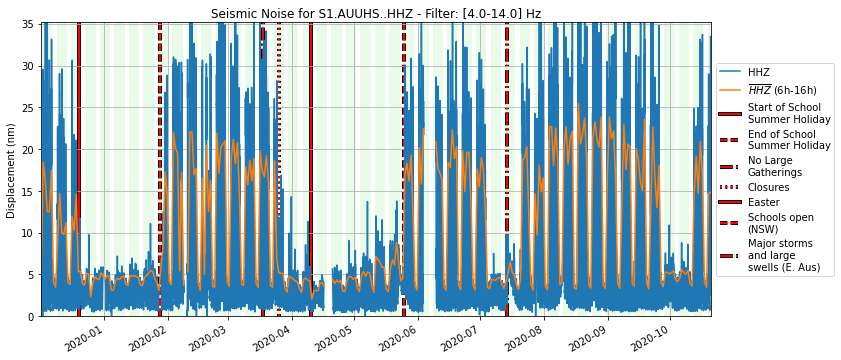 Seismic Noise for S1.AUUHS..HHZ - Filter: [4.0-14.0] Hz
35
30
25
20
15
10
5
0
Displacement (nm)
2020-01
2020-02
2020-03
2020-04
2020-05
2020-06
2020-07
2020-08
2020-09
2020-10
HHZ
HHZ (6h-16h)
Start of School
Summer Holiday
End of School
Summer Holiday
No Large
Gatherings
Closures
Easter
Schools open
(NSW)
Major storms
and large
swells (E. Aus)